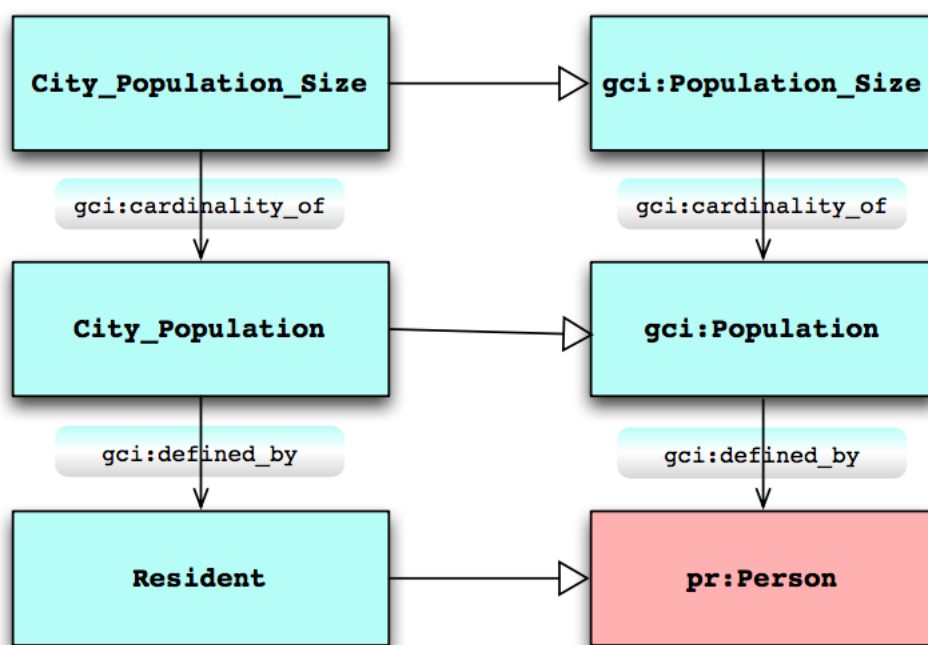 City_Population_Size
gci:Population_Size
gci:cardinality_of
gci:cardinality_of
City_Population
gci:Population
gci:defined_by
gci:defined_by
Resident
pr:Person